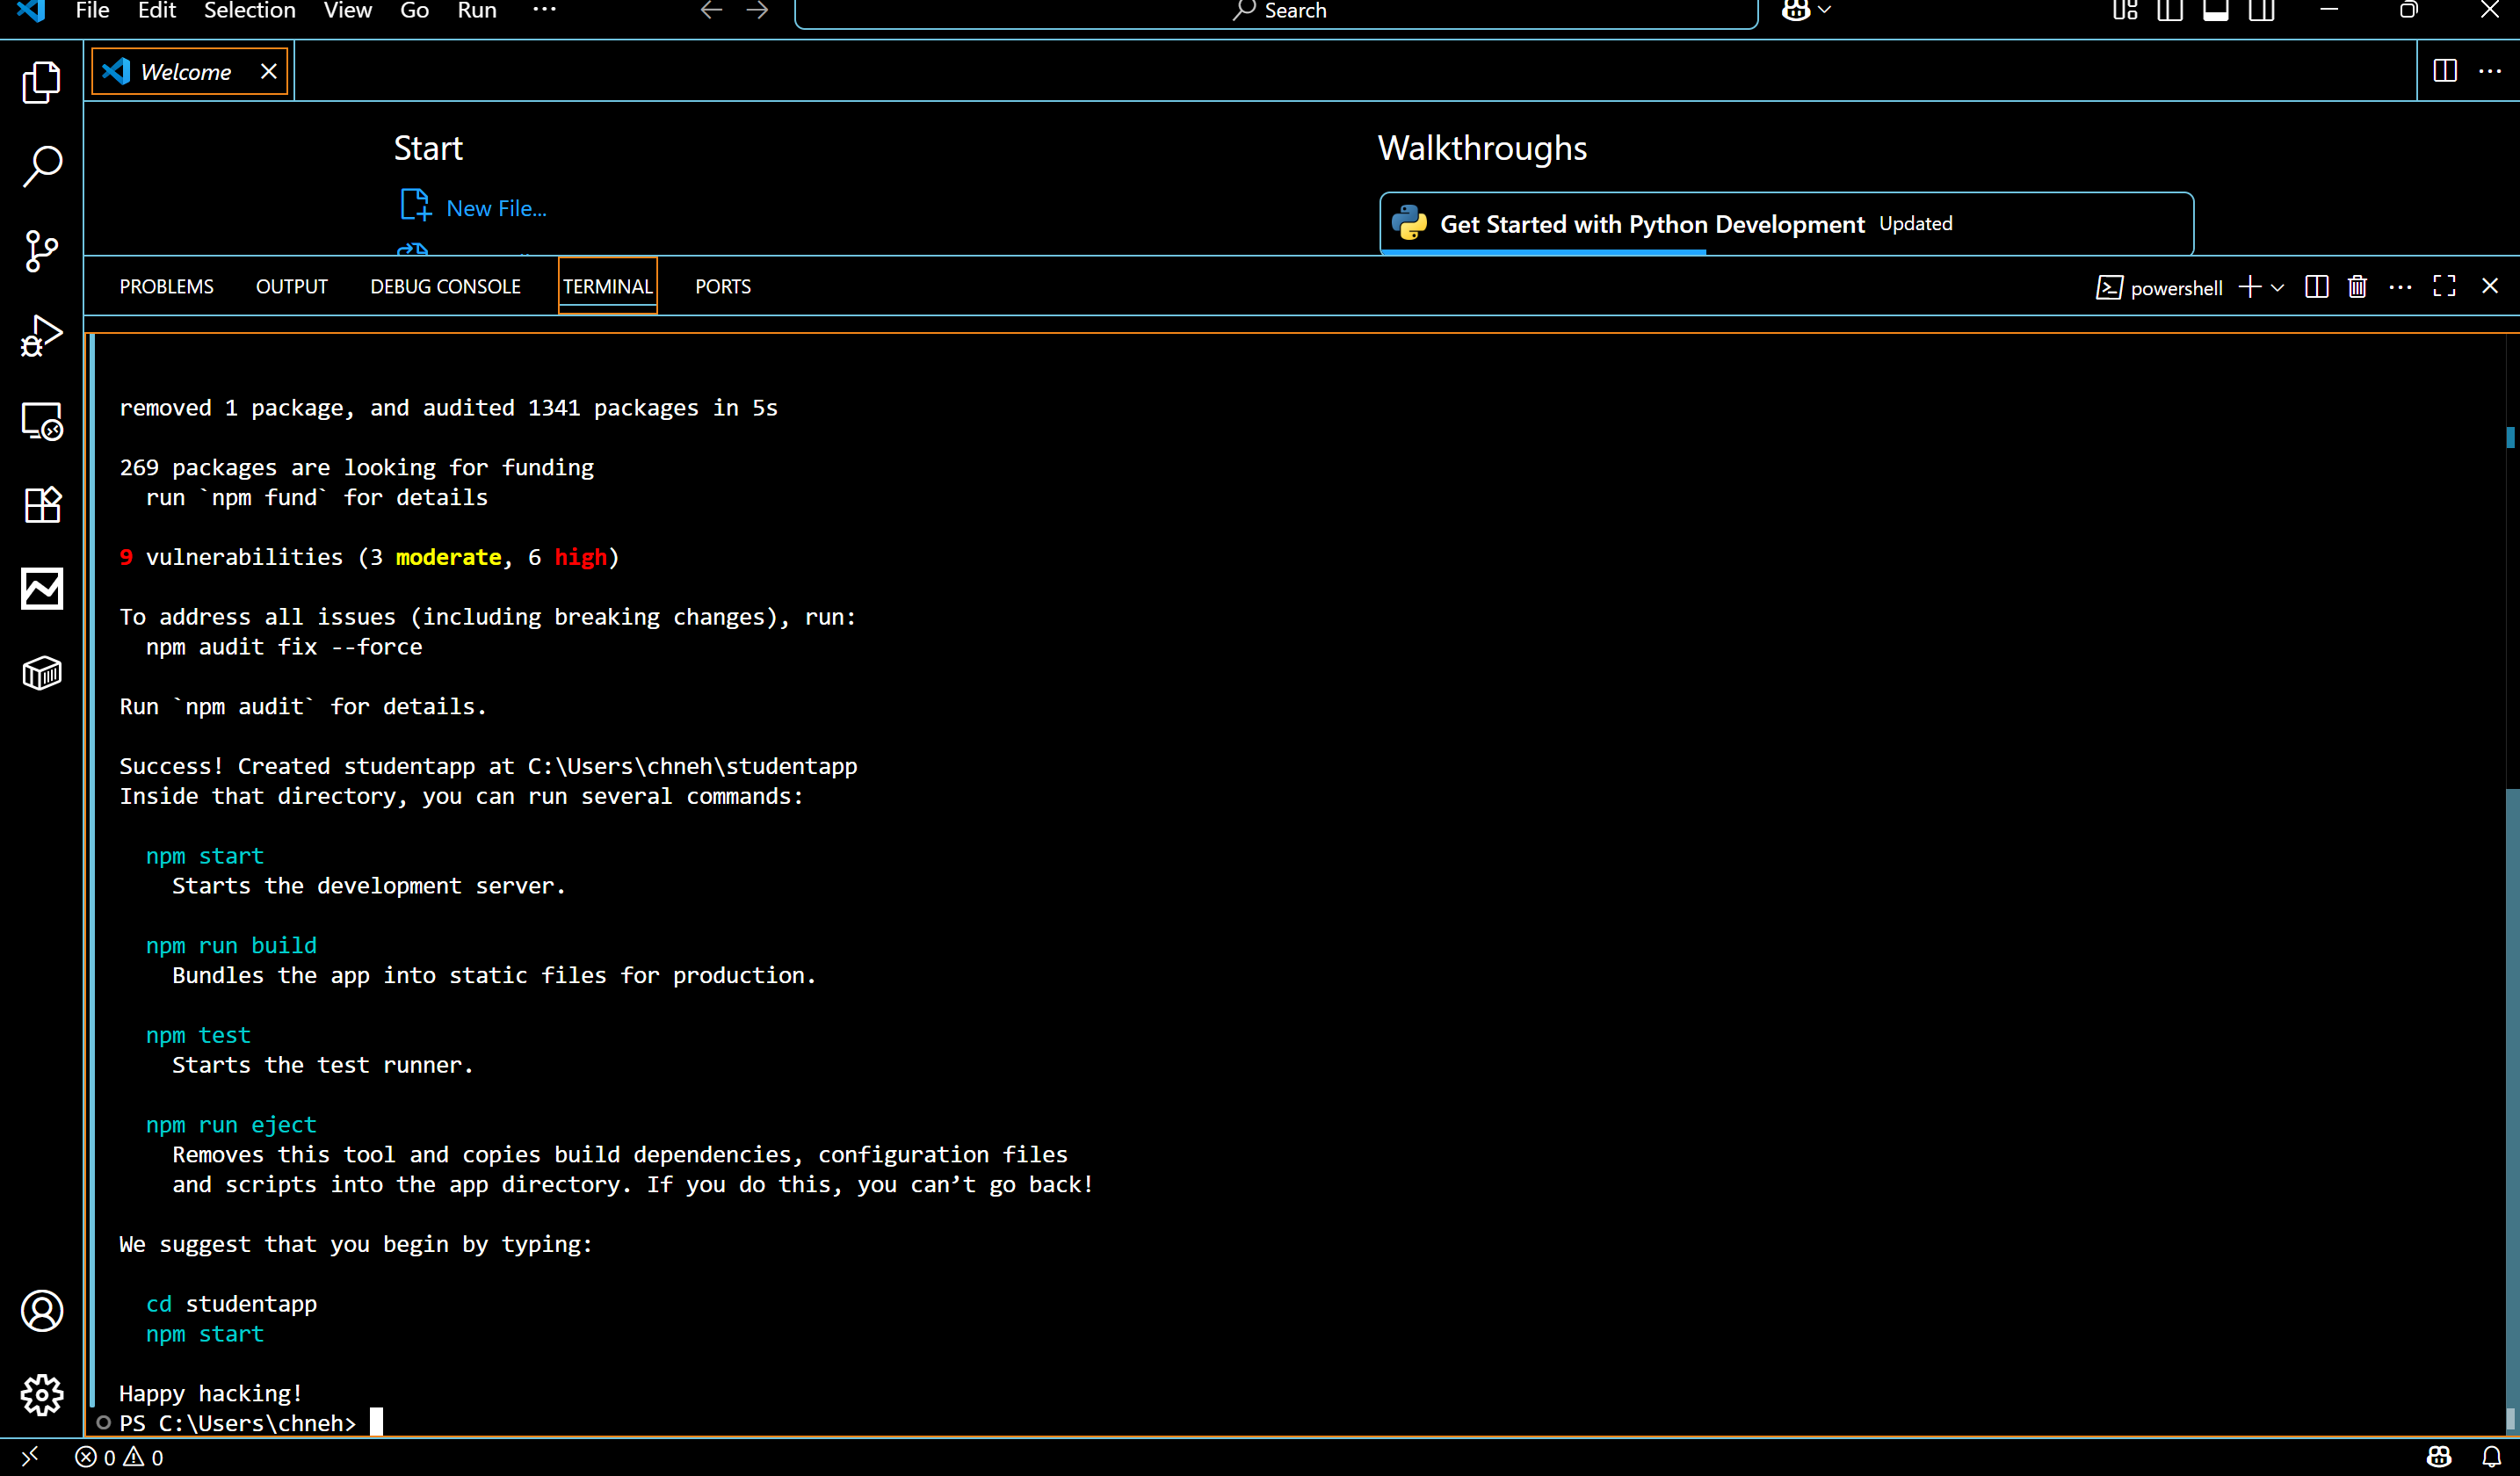 File Edit Selection View Go Run ··· Search
Welcome
Start
Walkthroughs
New File...
Get Started with Python Development Updated
PROBLEMS OUTPUT DEBUG CONSOLE TERMINAL PORTS powershell
removed 1 package, and audited 1341 packages in 5s
269 packages are looking for funding
run `npm fund` for details
9 vulnerabilities (3 moderate, 6 high)
To address all issues (including breaking changes), run:
npm audit fix --force
Run `npm audit` for details.
Success! Created studentapp at C:\Users\chneh\studentapp
Inside that directory, you can run several commands:
npm start
Starts the development server.
npm run build
Bundles the app into static files for production.
npm test
Starts the test runner.
npm run eject
Removes this tool and copies build dependencies, configuration files
and scripts into the app directory. If you do this, you can’t go back!
We suggest that you begin by typing:
cd studentapp
npm start
Happy hacking!
PS C:\Users\chneh>
0 0